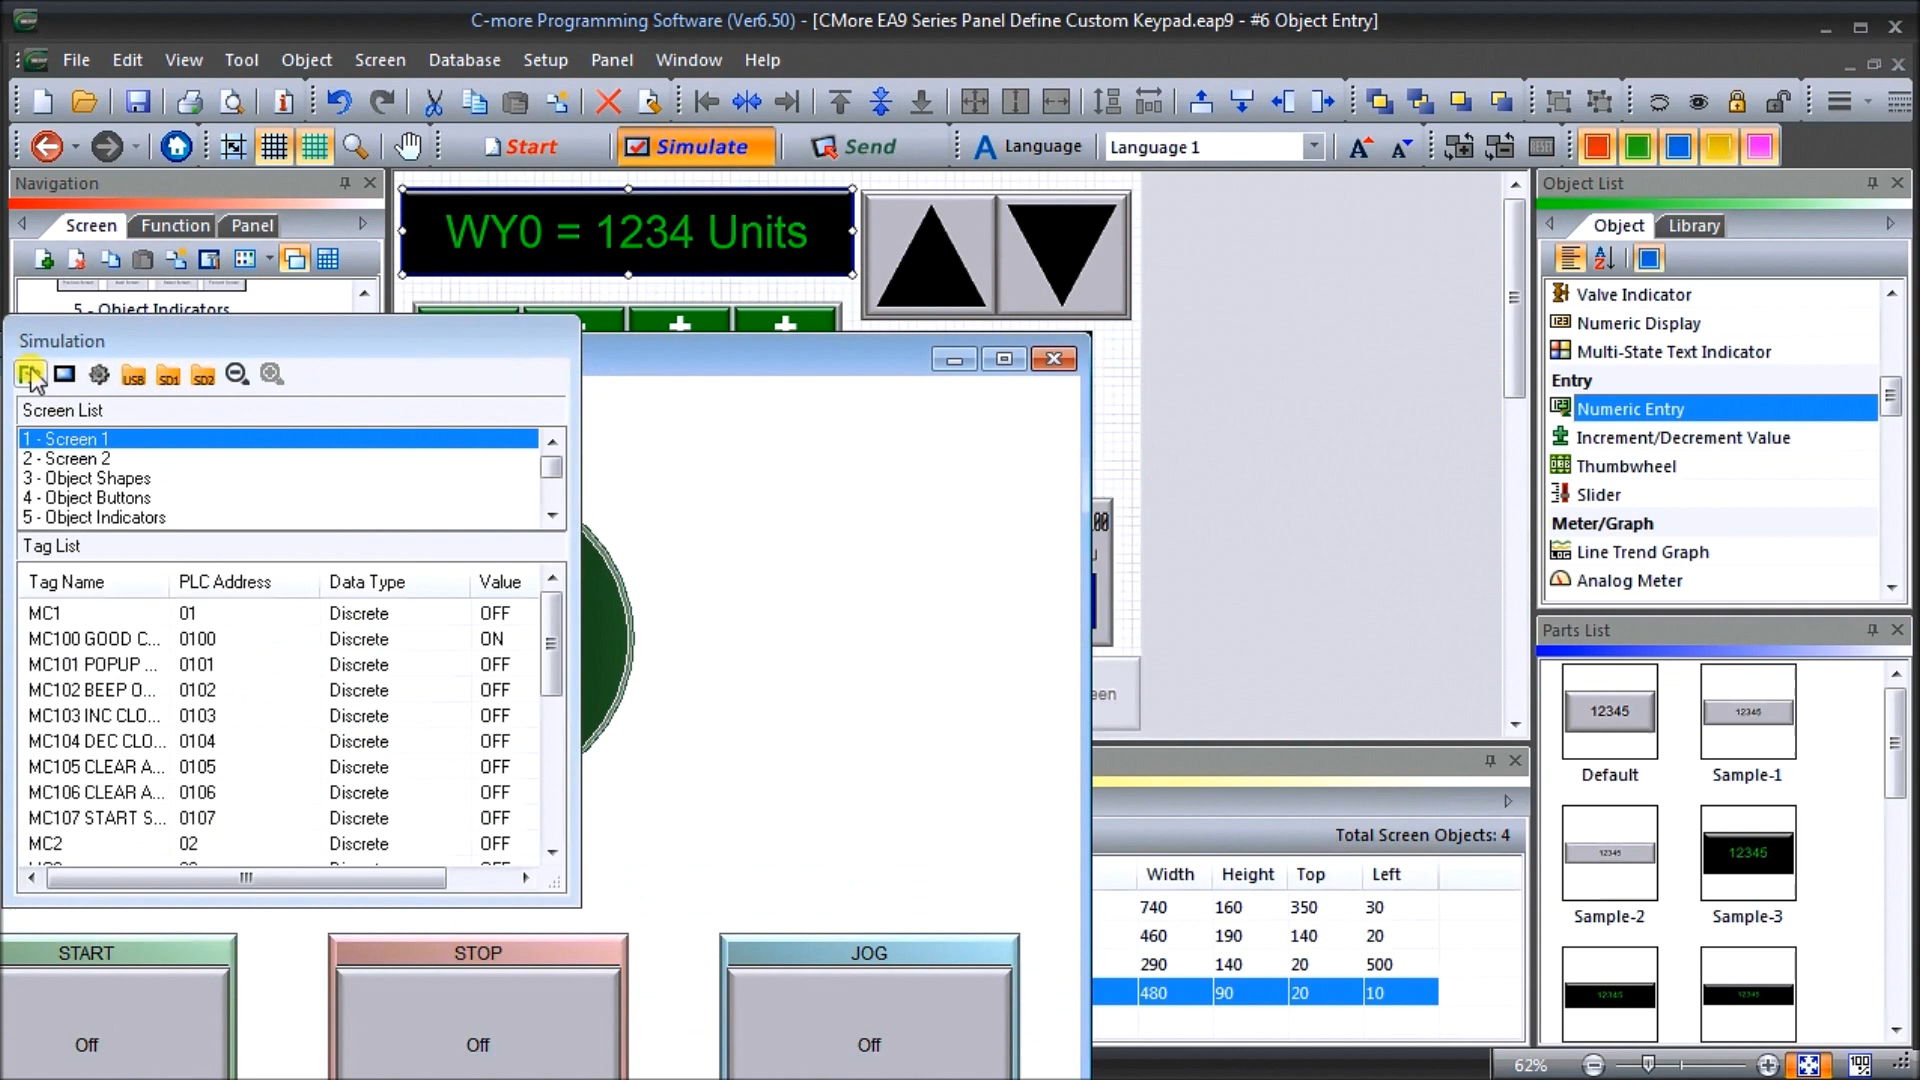 C-more Programming Software (Ver6.50) - [CMore EA9 Series Panel Define Custom Keypad.eap9 - #6 Object Entry]
File Edit View Tool Object Screen Database Setup Panel Window Help
Start Simulate Send Language Language 1
Navigation
Screen Function Panel
5 - Object Indicators
WY0 = 1234 Units
Simulation
USB SD1 SD2
Screen List
1 - Screen 1
2 - Screen 2
3 - Object Shapes
4 - Object Buttons
5 - Object Indicators
Tag List
Tag Name PLC Address Data Type Value
MC1 01 Discrete OFF
MC100 GOOD C... 0100 Discrete ON
MC101 POPUP ... 0101 Discrete OFF
MC102 BEEP O... 0102 Discrete OFF
MC103 INC CLO... 0103 Discrete OFF
MC104 DEC CLO... 0104 Discrete OFF
MC105 CLEAR A... 0105 Discrete OFF
MC106 CLEAR A... 0106 Discrete OFF
MC107 START S... 0107 Discrete OFF
MC2 02 Discrete OFF
START STOP JOG
Off Off Off
Total Screen Objects: 4
Width Height Top Left
740 160 350 30
460 190 140 20
290 140 20 500
480 90 20 10
Object List
Object Library
Valve Indicator
Numeric Display
Multi-State Text Indicator
Entry
Numeric Entry
Increment/Decrement Value
Thumbwheel
Slider
Meter/Graph
Line Trend Graph
Analog Meter
Parts List
12345 12345
Default Sample-1
12345 12345
Sample-2 Sample-3
12345 12345
62%